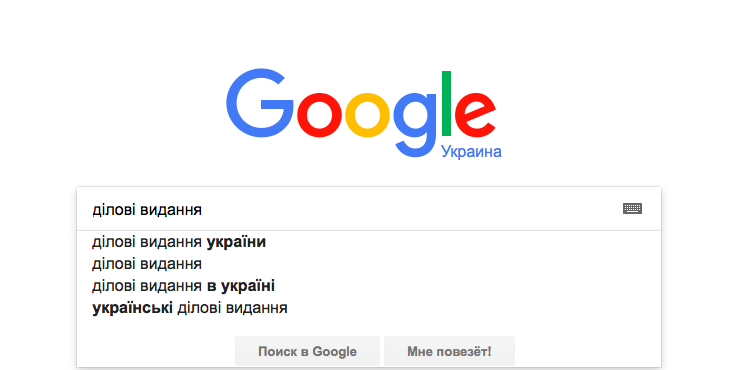 Google
Украина
ділові видання
ділові видання україни
ділові видання
ділові видання в україні
українські ділові видання
Поиск в Google Мне повезёт!